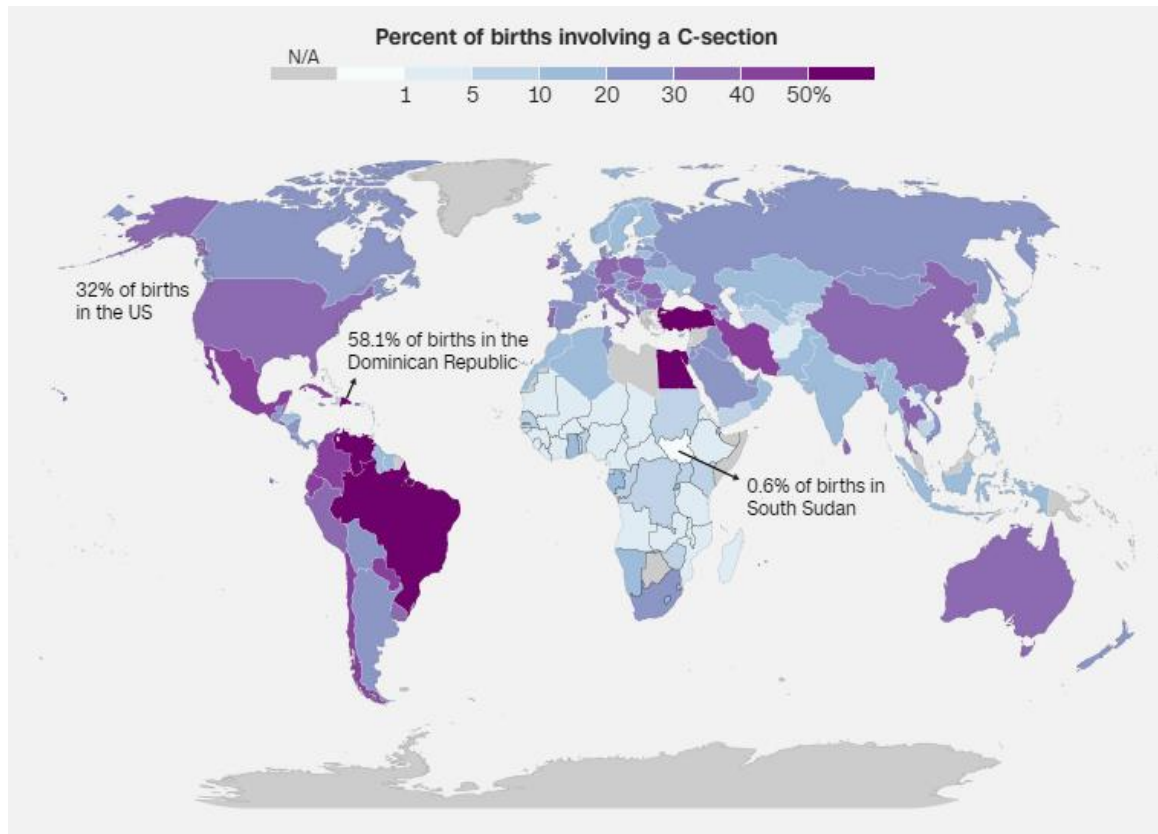 Percent of births involving a C-section
N/A
1 5 10 20 30 40 50%
32% of births
in the US
58.1% of births in the
Dominican Republic
0.6% of births in
South Sudan